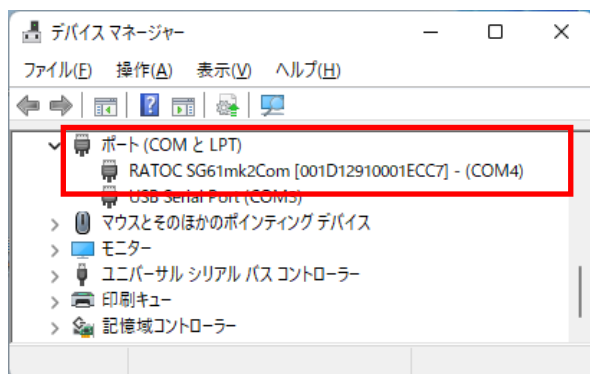 デバイス マネージャー
ファイル(F) 操作(A) 表示(V) ヘルプ(H)
ポート (COM と LPT)
RATOC SG61mk2Com [001D12910001ECC7] - (COM4)
USB Serial Port
マウスとそのほかのポインティング デバイス
モニター
ユニバーサル シリアル バス コントローラー
印刷キュー
記憶域コントローラー